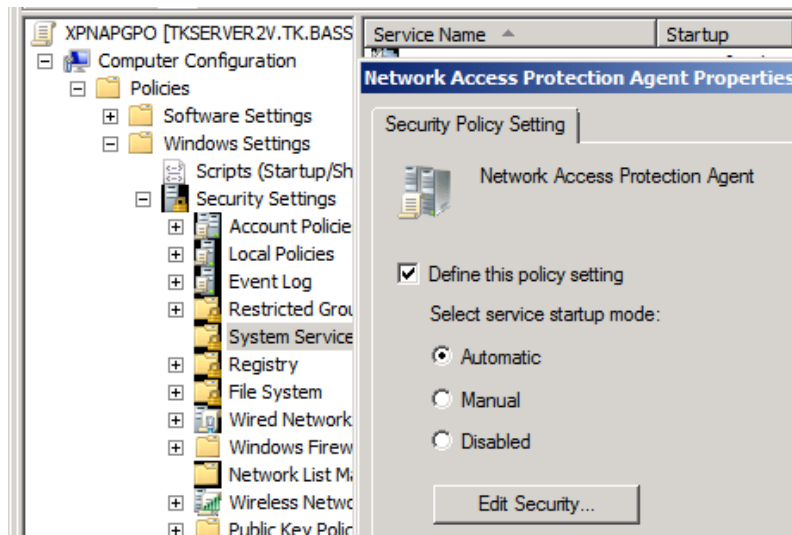 XPNAPGPO [TKSERVER2V.TK.BASS
Computer Configuration
Policies
Software Settings
Windows Settings
Scripts (Startup/Sh
Security Settings
Account Policie
Local Policies
Event Log
Restricted Grou
System Service
Registry
File System
Wired Network
Windows Firew
Network List Ma
Wireless Netwo
Public Key Polic
Service Name
Startup
Network Access Protection Agent Properties
Security Policy Setting
Network Access Protection Agent
Define this policy setting
Select service startup mode:
Automatic
Manual
Disabled
Edit Security...